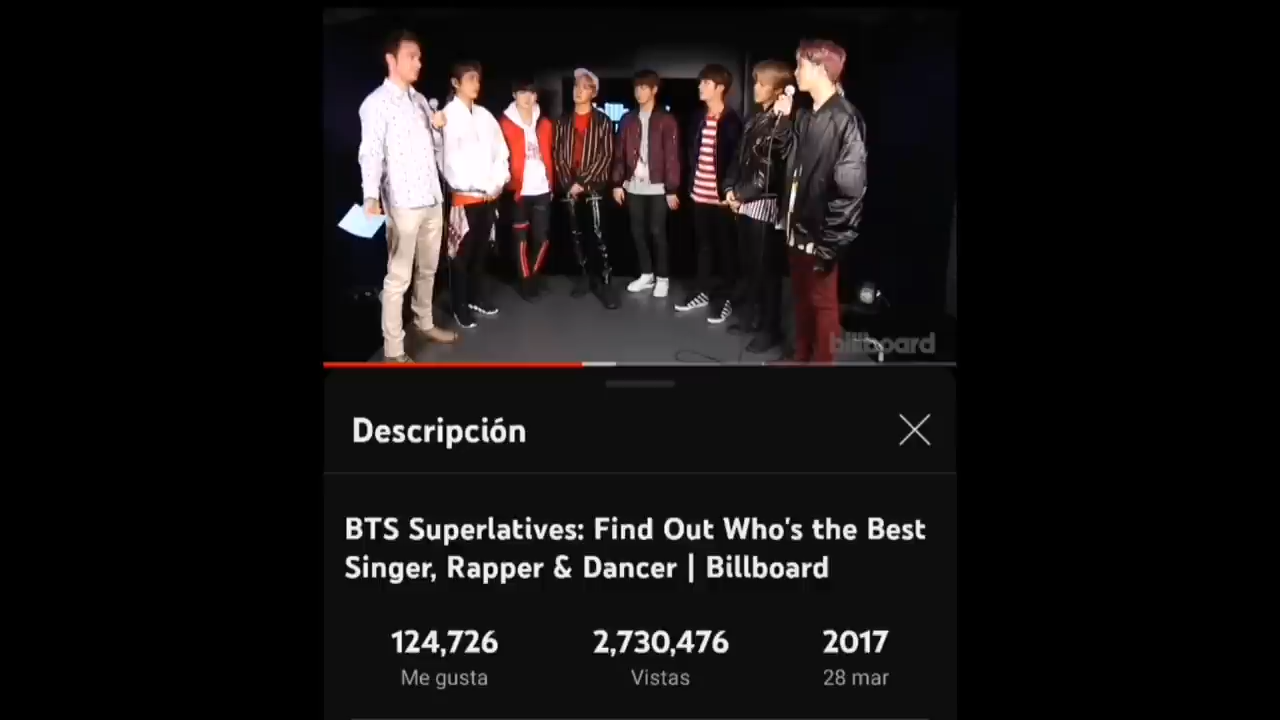 billboard
Descripción
BTS Superlatives: Find Out Who's the Best
Singer, Rapper & Dancer | Billboard
124,726 2,730,476 2017
Me gusta Vistas 28 mar